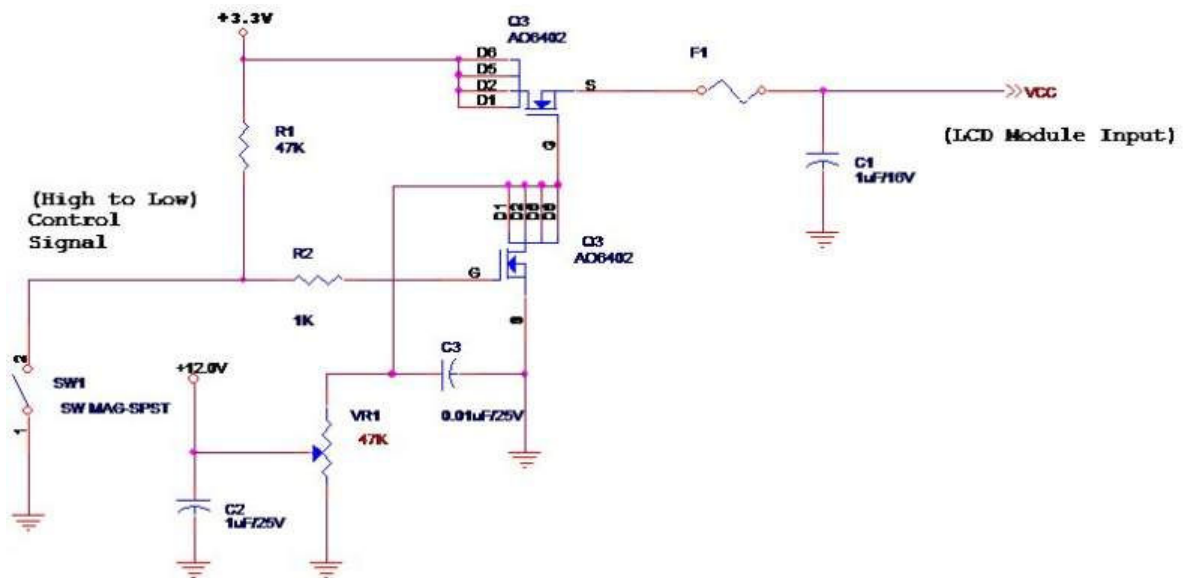 +3.3V
Q3
AO6402
D6
D5
D2
D1
S
G
F1
VCC
(LCD Module Input)
C1
1uF/16V
R1
47K
(High to Low)
Control
Signal
R2
1K
G
D1
D2
Q3
AO6402
2
SW1
SW MAG-SPST
1
+12.0V
C3
0.01uF/25V
VR1
47K
C2
1uF/25V